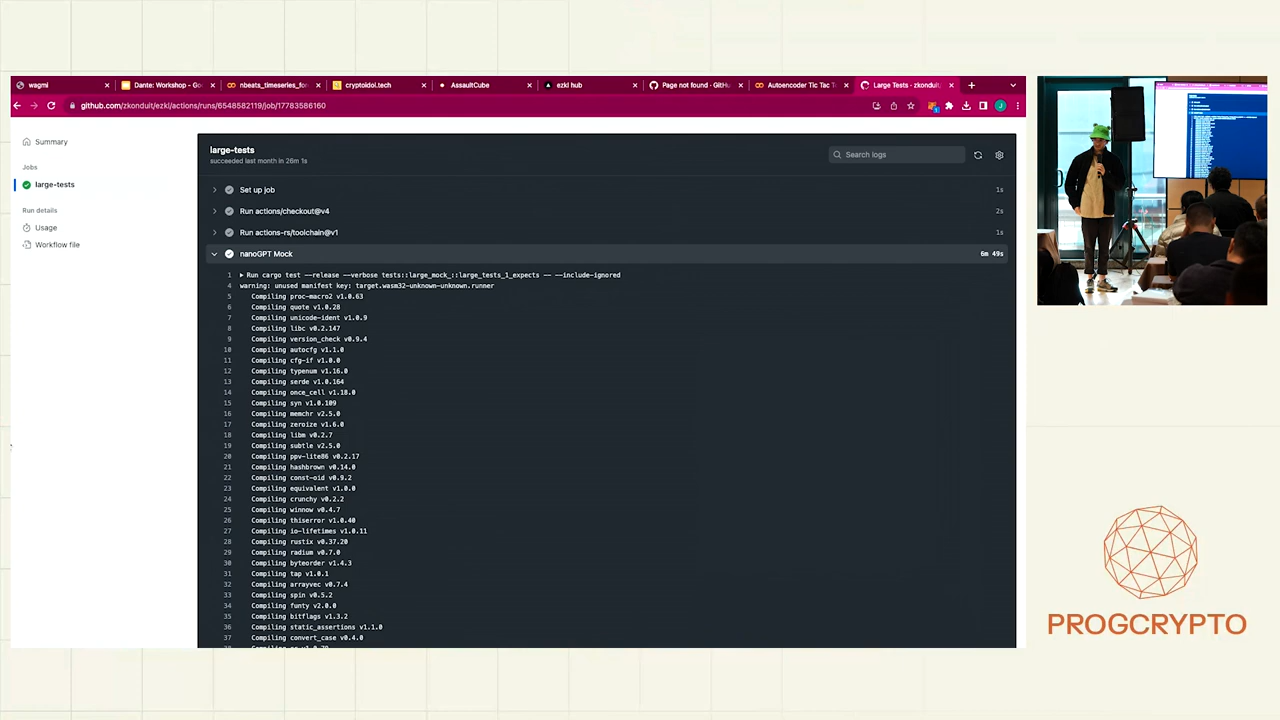 wagmi
Dante: Workshop - Go
nbeats_timeseries_for
cryptoidol.tech
AssaultCube
ezkl hub
Page not found · GitH
Autoencoder Tic Tac T
Large Tests · zkondui
github.com/zkonduit/ezkl/actions/runs/6548582119/job/17783586160
Summary
Jobs
large-tests
Run details
Usage
Workflow file
large-tests
succeeded last month in 26m 1s
Search logs
Set up job 1s
Run actions/checkout@v4 2s
Run actions-rs/toolchain@v1 1s
nanoGPT Mock 6m 49s
1 Run cargo test --release --verbose tests::large_mock_::large_tests_1_expects -- --include-ignored
4 warning: unused manifest key: target.wasm32-unknown-unknown.runner
5 Compiling proc-macro2 v1.0.63
6 Compiling quote v1.0.28
7 Compiling unicode-ident v1.0.9
8 Compiling libc v0.2.147
9 Compiling version_check v0.9.4
10 Compiling autocfg v1.1.0
11 Compiling cfg-if v1.0.0
12 Compiling typenum v1.16.0
13 Compiling serde v1.0.164
14 Compiling once_cell v1.18.0
15 Compiling syn v1.0.109
16 Compiling memchr v2.5.0
17 Compiling zeroize v1.6.0
18 Compiling libm v0.2.7
19 Compiling subtle v2.5.0
20 Compiling ppv-lite86 v0.2.17
21 Compiling hashbrown v0.14.0
22 Compiling const-oid v0.9.2
23 Compiling equivalent v1.0.0
24 Compiling crunchy v0.2.2
25 Compiling winnow v0.4.7
26 Compiling thiserror v1.0.40
27 Compiling io-lifetimes v1.0.11
28 Compiling rustix v0.37.20
29 Compiling radium v0.7.0
30 Compiling byteorder v1.4.3
31 Compiling tap v1.0.1
32 Compiling arrayvec v0.7.4
33 Compiling spin v0.5.2
34 Compiling funty v2.0.0
35 Compiling bitflags v1.3.2
36 Compiling static_assertions v1.1.0
37 Compiling convert_case v0.4.0
PROGCRYPTO